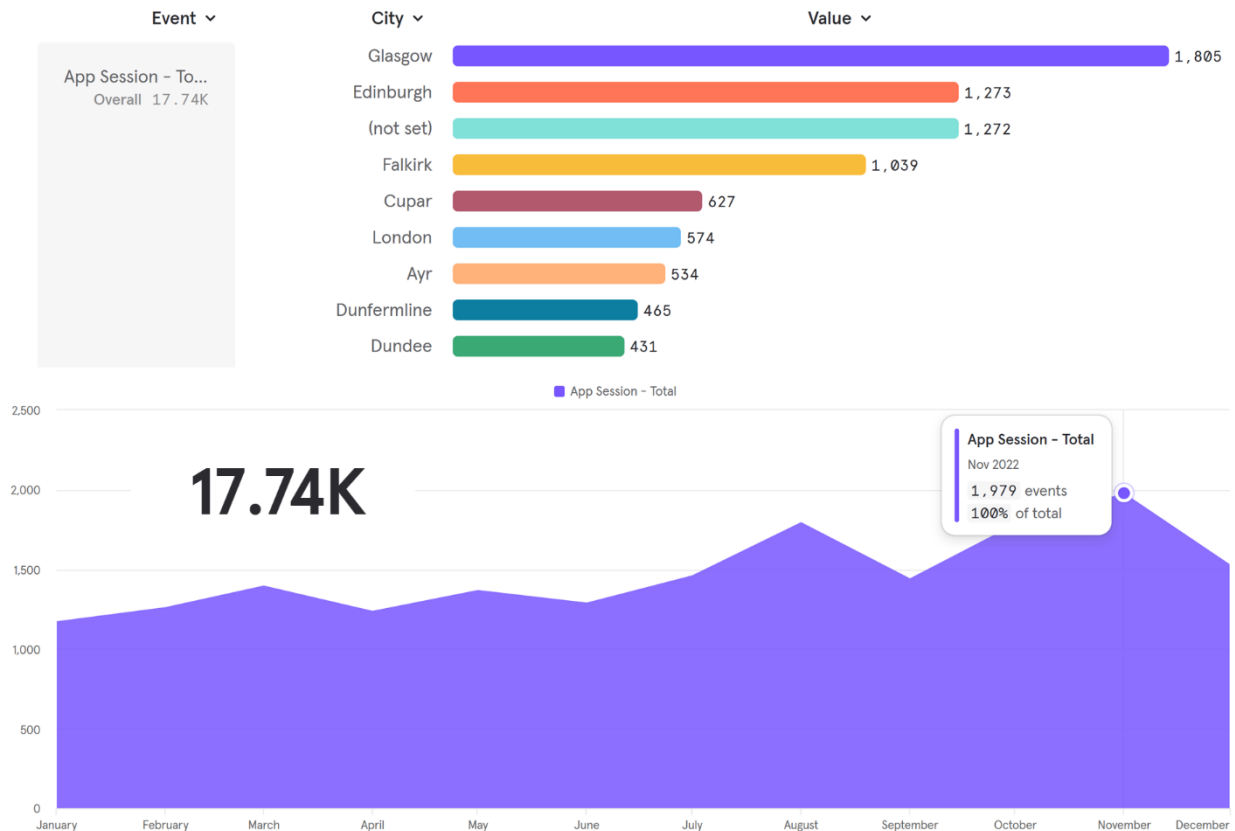 Event City Value
App Session - To...
Overall 17.74K
Glasgow 1,805
Edinburgh 1,273
(not set) 1,272
Falkirk 1,039
Cupar 627
London 574
Ayr 534
Dunfermline 465
Dundee 431
App Session - Total
2,500
2,000
1,500
1,000
500
0
17.74K
App Session - Total
Nov 2022
1,979 events
100% of total
January February March April May June July August September October November December